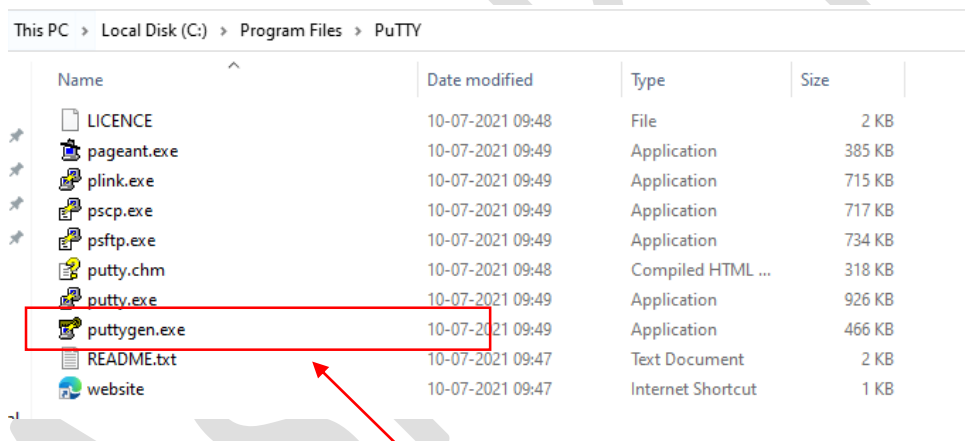 This PC > Local Disk (C:) > Program Files > PuTTY
Name Date modified Type Size
LICENCE 10-07-2021 09:48 File 2 KB
pageant.exe 10-07-2021 09:49 Application 385 KB
plink.exe 10-07-2021 09:49 Application 715 KB
pscp.exe 10-07-2021 09:49 Application 717 KB
psftp.exe 10-07-2021 09:49 Application 734 KB
putty.chm 10-07-2021 09:48 Compiled HTML ... 318 KB
putty.exe 10-07-2021 09:49 Application 926 KB
puttygen.exe 10-07-2021 09:49 Application 466 KB
README.txt 10-07-2021 09:47 Text Document 2 KB
website 10-07-2021 09:47 Internet Shortcut 1 KB